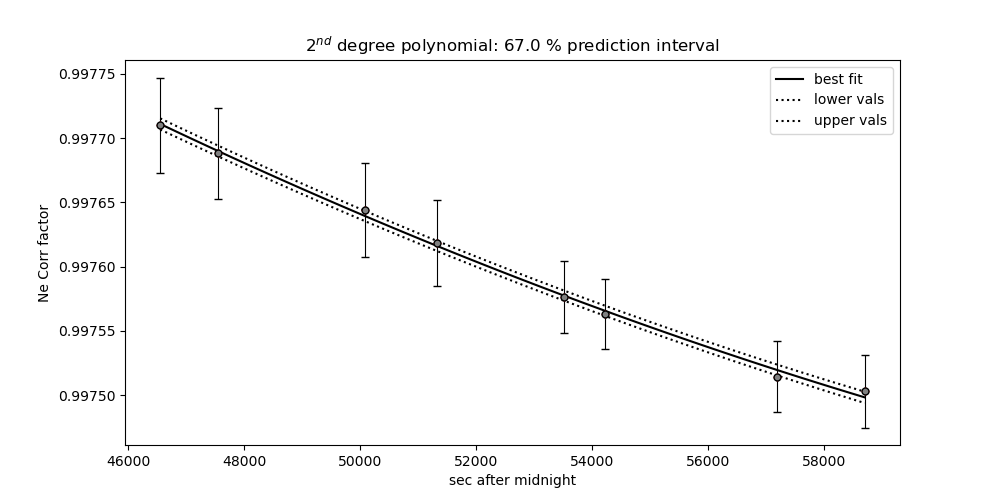 2nd degree polynomial: 67.0 % prediction interval
best fit
lower vals
upper vals
Ne Corr factor
0.99775
0.99770
0.99765
0.99760
0.99755
0.99750
46000 48000 50000 52000 54000 56000 58000
sec after midnight